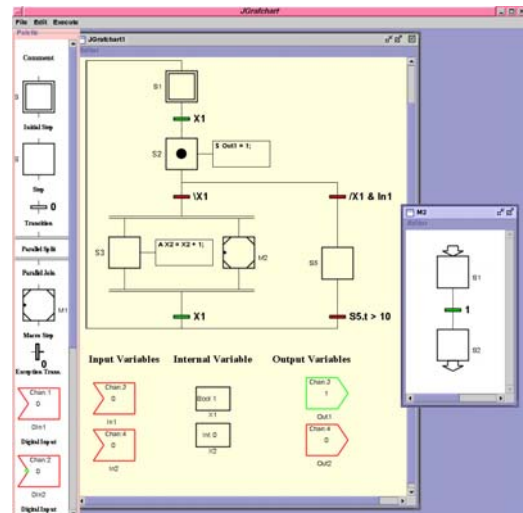 JGrafchart
File Edit Execute
Palette
Comment
Initial Step
Step
0
Transition
Parallel Split
Parallel Join
M1
Macro Step
0
Exception Trans.
Chan: 1
0
DIn1
Digital Input
Chan: 2
0
DIn2
Digital Input
JGrafchart1
Action
S1
X1
S2
S Out1 = 1;
\X1
/X1 & In1
S3
A X2 = X2 + 1;
M2
S5
X1
S5.t > 10
Input Variables
Internal Variable
Output Variables
Chan: 3
0
In1
Chan: 4
0
In2
Bool: 1
X1
Int: 0
X2
Chan: 3
1
Out1
Chan: 4
0
Out2
M2
Action
S1
1
S2